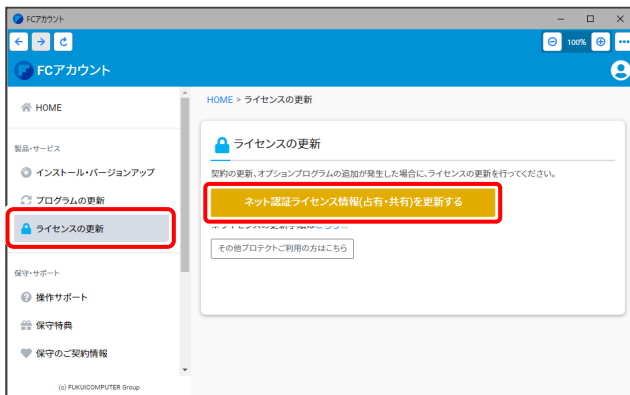 FCアカウント
100%
FCアカウント
HOME
製品・サービス
インストール・バージョンアップ
プログラムの更新
ライセンスの更新
保守・サポート
操作サポート
保守特典
保守のご契約情報
(c) FUKUICOMPUTER Group
HOME > ライセンスの更新
ライセンスの更新
契約の更新、オプションプログラムの追加が発生した場合に、ライセンスの更新を行ってください。
ネット認証ライセンス情報(占有・共有)を更新する
その他プロテクトご利用の方はこちら